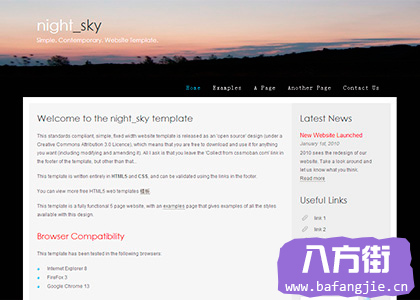 night_sky
Simple. Contemporary. Website Template.
Home Examples A Page Another Page Contact Us
Welcome to the night_sky template
This standards compliant, simple, fixed width website template is released as an 'open source' design (under a
Creative Commons Attribution 3.0 Licence), which means that you are free to download and use it for anything
you want (including modifying and amending it). All I ask is that you leave the 'Collect from cssmoban.com' link in
the footer of the template, but other than that...
This template is written entirely in HTML5 and CSS, and can be validated using the links in the footer.
You can view more free HTML5 web templates 模板.
This template is a fully functional 5 page website, with an examples page that gives examples of all the styles
available with this design.
Browser Compatibility
This template has been tested in the following browsers:
Internet Explorer 8
FireFox 3
Google Chrome 13
Latest News
New Website Launched
January 1st, 2010
2010 sees the redesign of our
website. Take a look around and
let us know what you think.
Read more
Useful Links
link 1
link 2
八方街
www.bafangjie.cn